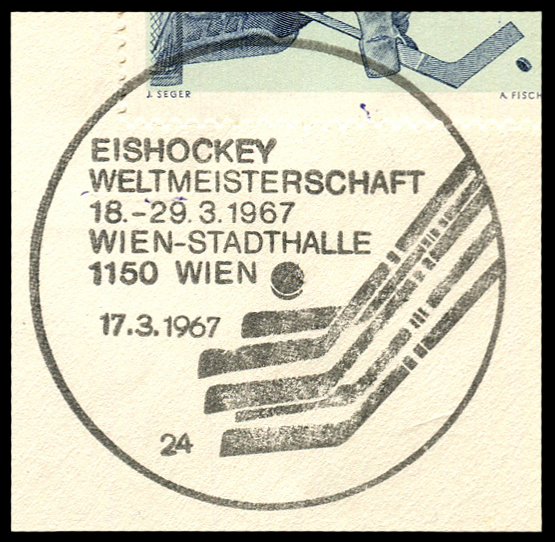 J. SEGER
A. FISCH
EISHOCKEY
WELTMEISTERSCHAFT
18.-29.3.1967
WIEN-STADTHALLE
1150 WIEN
17.3.1967
24